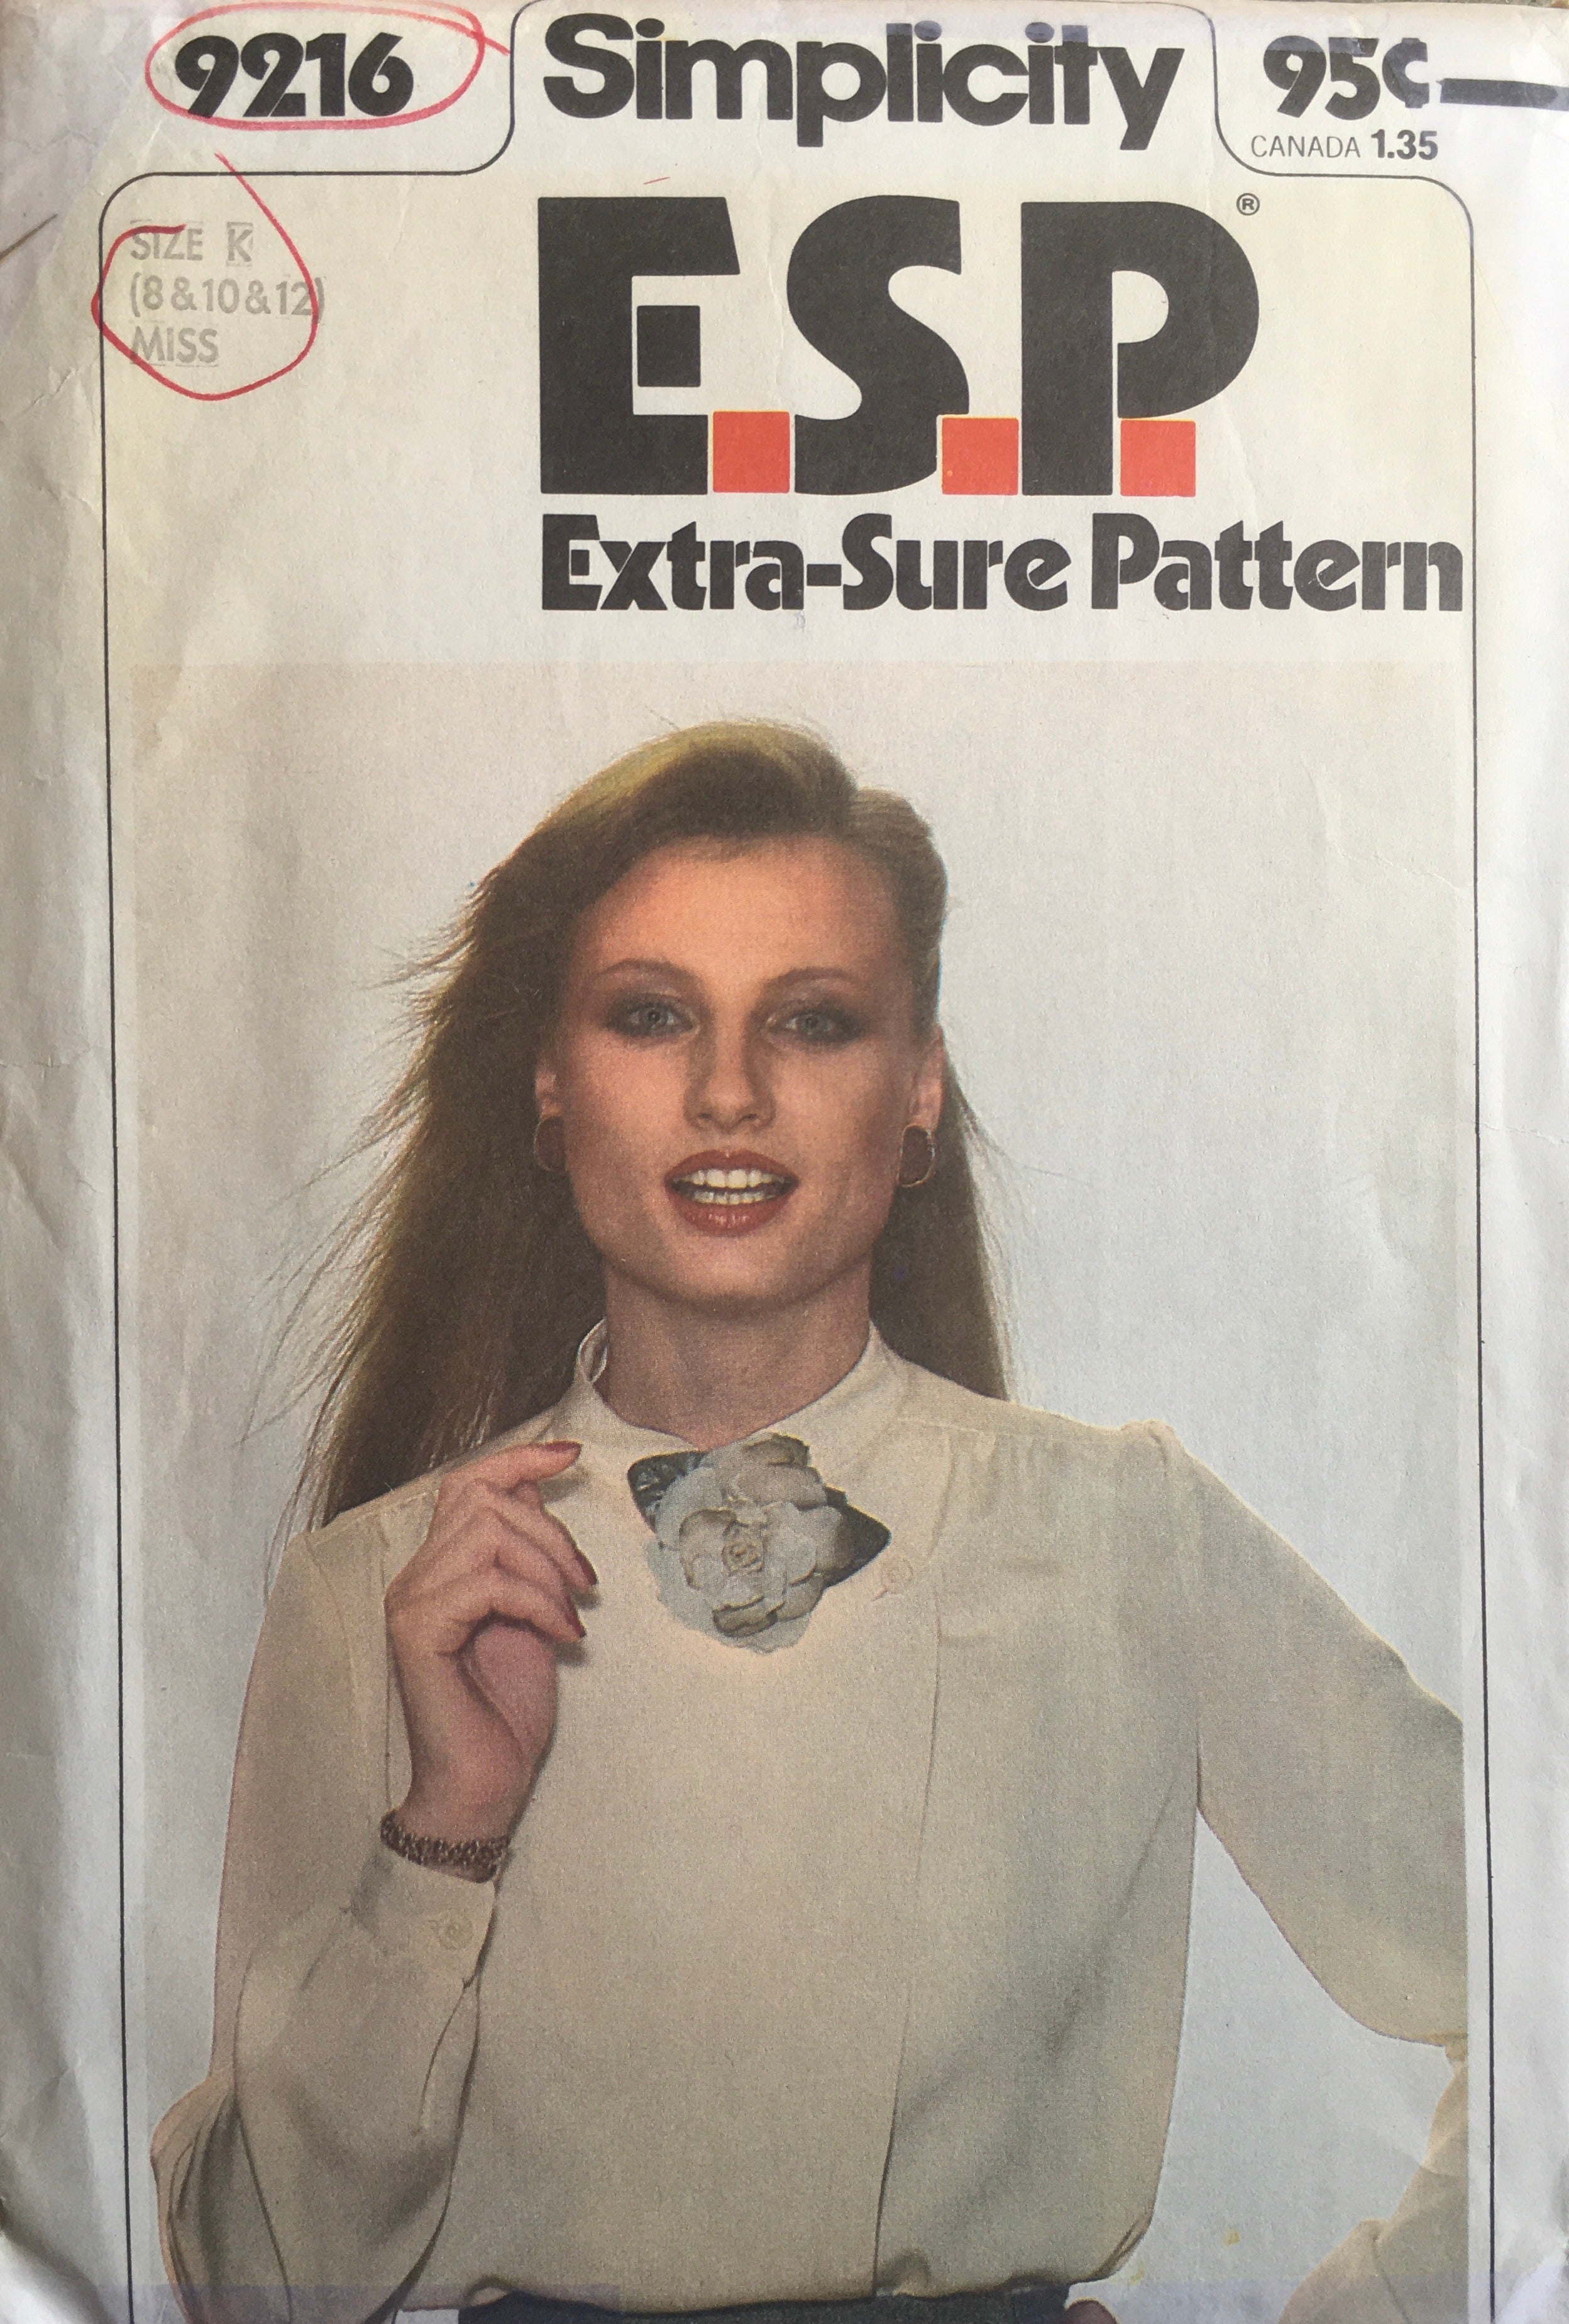 9216
Simplicity
95¢
CANADA 1.35
SIZE K
(8&10&12)
MISS
E.S.P.®
Extra-Sure Pattern